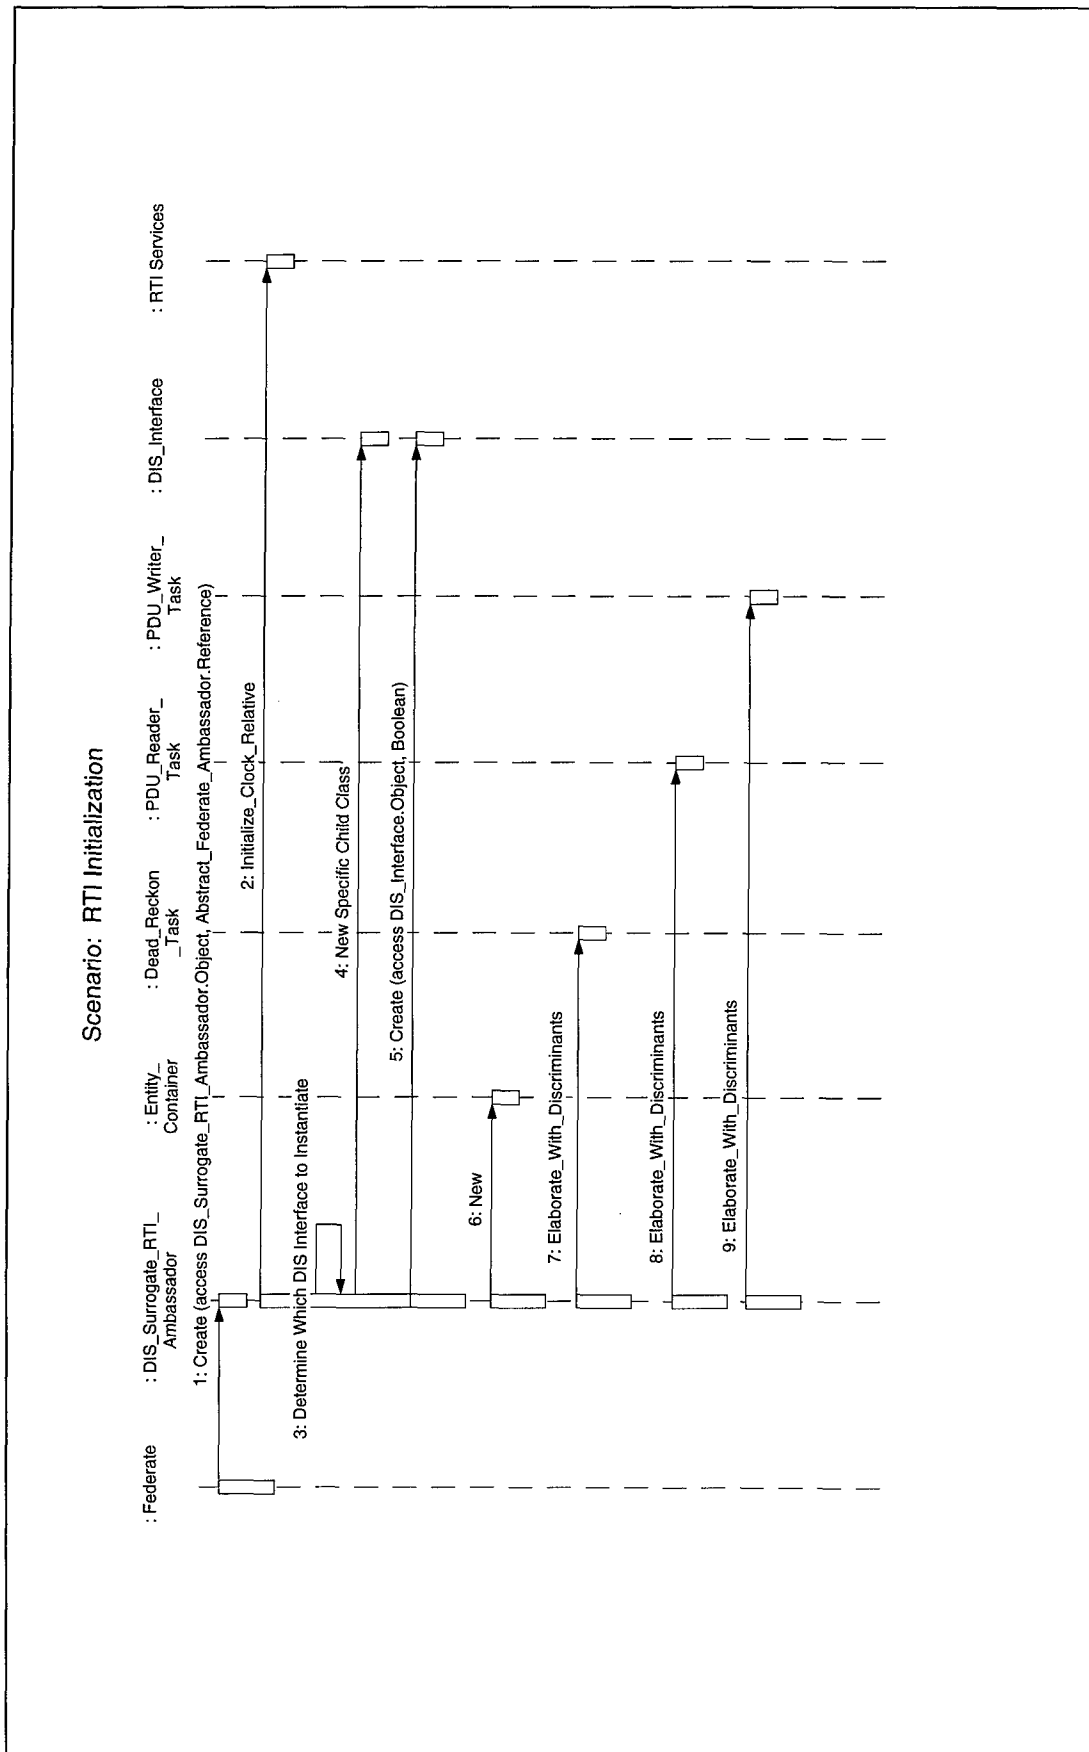 Scenario: RTI Initialization
: Federate
: DIS_Surrogate_RTI_
Ambassador
: Entity_
Container
: Dead_Reckon
_Task
: PDU_Reader_
Task
: PDU_Writer_
Task
: DIS_Interface
: RTI Services
1: Create (access DIS_Surrogate_RTI_Ambassador.Object, Abstract_Federate_Ambassador.Reference)
2: Initialize_Clock_Relative
3: Determine Which DIS Interface to Instantiate
4: New Specific Child Class
5: Create (access DIS_Interface.Object, Boolean)
6: New
7: Elaborate_With_Discriminants
8: Elaborate_With_Discriminants
9: Elaborate_With_Discriminants